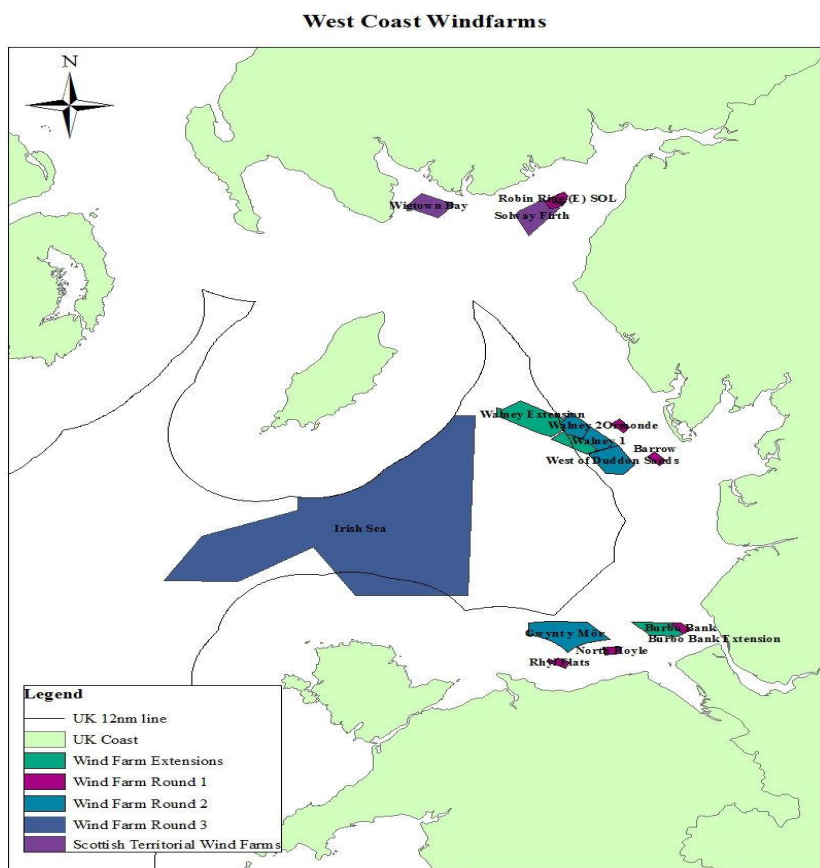 West Coast Windfarms
N
Wigtown Bay
Robin Rigg (E) SOL
Solway Firth
Walney Extension
Walney 2
Ormonde
Walney 1
Barrow
West of Duddon Sands
Irish Sea
Burbo Bank
Gwynty Mor
Burbo Bank Extension
North Hoyle
Rhyl Flats
Legend
UK 12nm line
UK Coast
Wind Farm Extensions
Wind Farm Round 1
Wind Farm Round 2
Wind Farm Round 3
Scottish Territorial Wind Farms